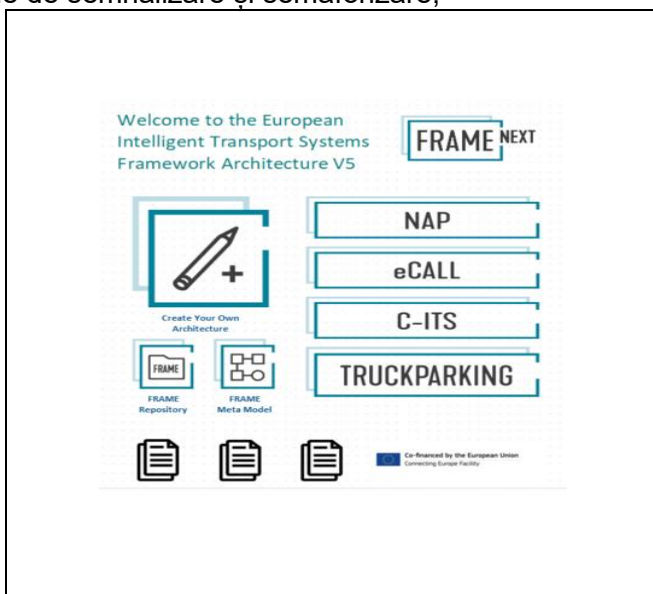 de semnalizare și semaforizare,
Welcome to the European
Intelligent Transport Systems
Framework Architecture V5
FRAME NEXT
NAP
eCALL
C-ITS
TRUCKPARKING
Create Your Own
Architecture
FRAME
FRAME
Repository
FRAME
Meta Model
Co-financed by the European Union
Connecting Europe Facility